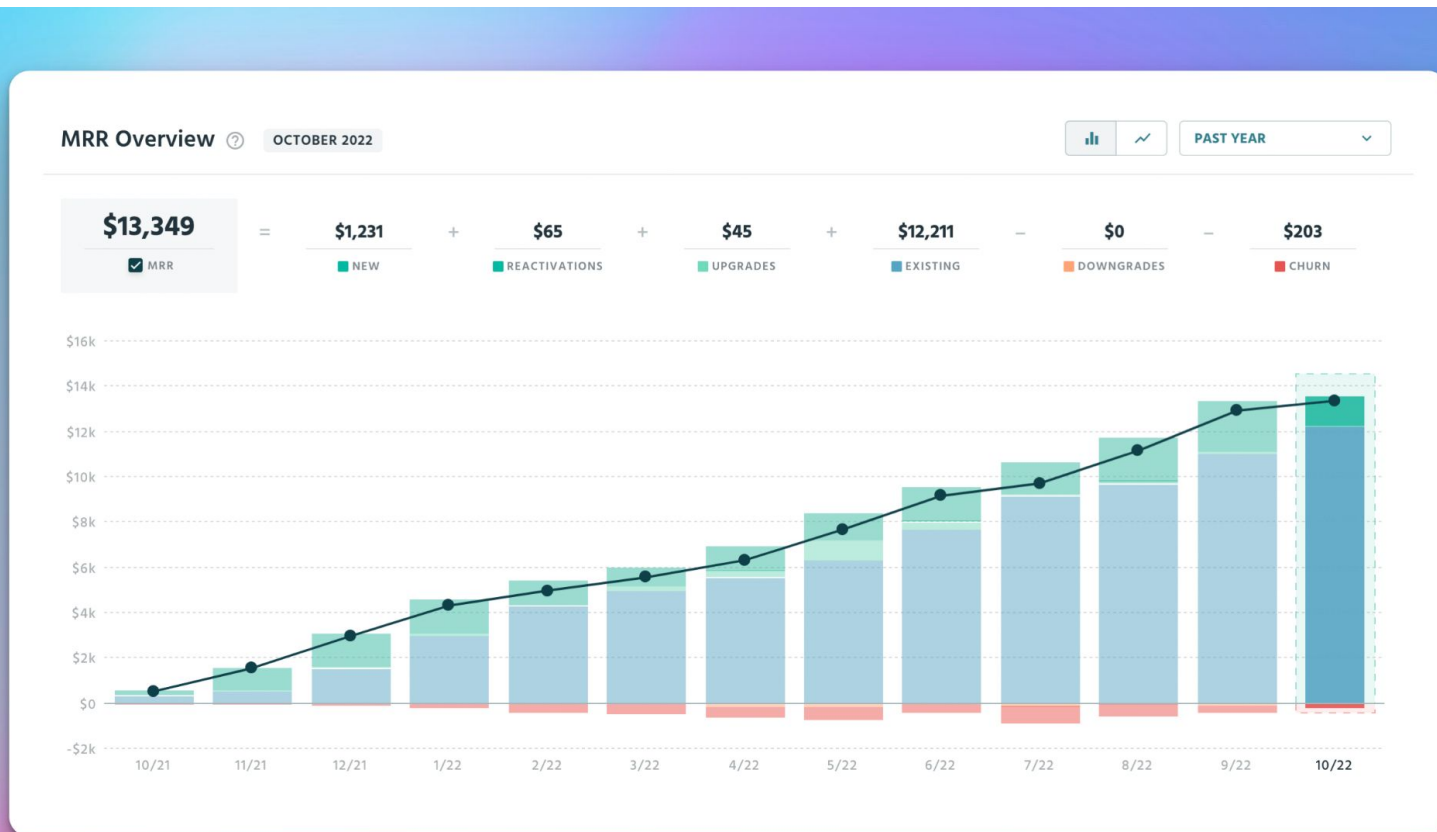 MRR Overview ? OCTOBER 2022 PAST YEAR
$13,349 = $1,231 + $65 + $45 + $12,211 − $0 − $203
MRR NEW REACTIVATIONS UPGRADES EXISTING DOWNGRADES CHURN
$16k
$14k
$12k
$10k
$8k
$6k
$4k
$2k
$0
-$2k
10/21 11/21 12/21 1/22 2/22 3/22 4/22 5/22 6/22 7/22 8/22 9/22 10/22